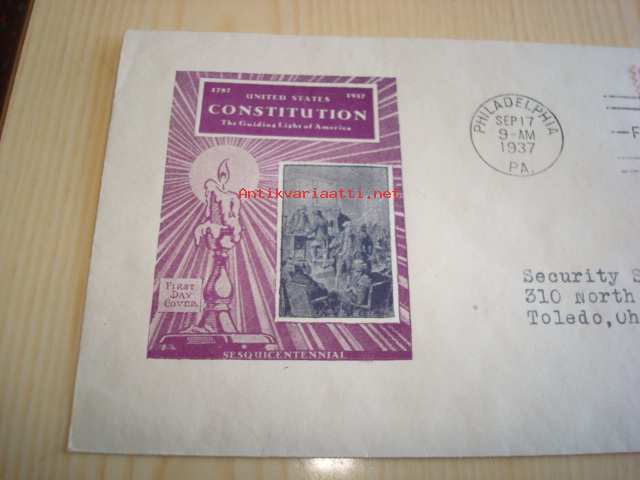 1787 1937
UNITED STATES
CONSTITUTION
The Guiding Light of America
Antikvariaatti.net
FIRST
DAY
COVER
SESQUICENTENNIAL
PHILADELPHIA
SEP 17
9-AM
1937
PA.
F
Security S
310 North
Toledo, Oh